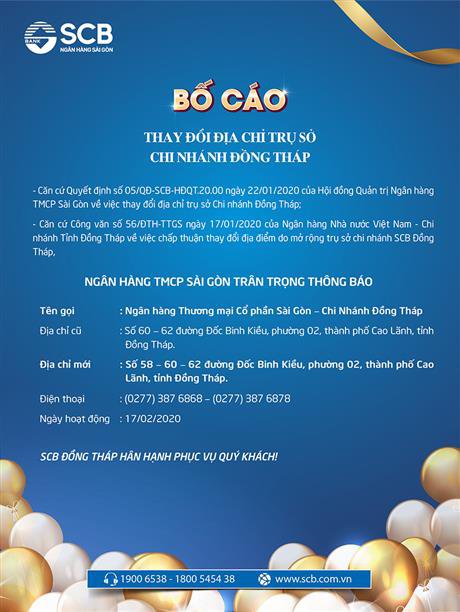 SCB
BANK
NGÂN HÀNG SÀI GÒN
BỐ CÁO
THAY ĐỔI ĐỊA CHỈ TRỤ SỞ
CHI NHÁNH ĐỒNG THÁP
- Căn cứ Quyết định số 05/QĐ-SCB-HĐQT.20.00 ngày 22/01/2020 của Hội đồng Quản trị Ngân hàng
TMCP Sài Gòn về việc thay đổi địa chỉ trụ sở Chi nhánh Đồng Tháp;
- Căn cứ Công văn số 56/ĐTH-TTGS ngày 17/01/2020 của Ngân hàng Nhà nước Việt Nam - Chi
nhánh Tỉnh Đồng Tháp về việc chấp thuận thay đổi địa điểm do mở rộng trụ sở chi nhánh SCB Đồng
Tháp,
NGÂN HÀNG TMCP SÀI GÒN TRÂN TRỌNG THÔNG BÁO
Tên gọi : Ngân hàng Thương mại Cổ phần Sài Gòn – Chi Nhánh Đồng Tháp
Địa chỉ cũ : Số 60 – 62 đường Đốc Binh Kiều, phường 02, thành phố Cao Lãnh, tỉnh
Đồng Tháp.
Địa chỉ mới : Số 58 – 60 – 62 đường Đốc Binh Kiều, phường 02, thành phố Cao
Lãnh, tỉnh Đồng Tháp.
Điện thoại : (0277) 387 6868 – (0277) 387 6878
Ngày hoạt động : 17/02/2020
SCB ĐỒNG THÁP HÂN HẠNH PHỤC VỤ QUÝ KHÁCH!
1900 6538 - 1800 5454 38 www.scb.com.vn